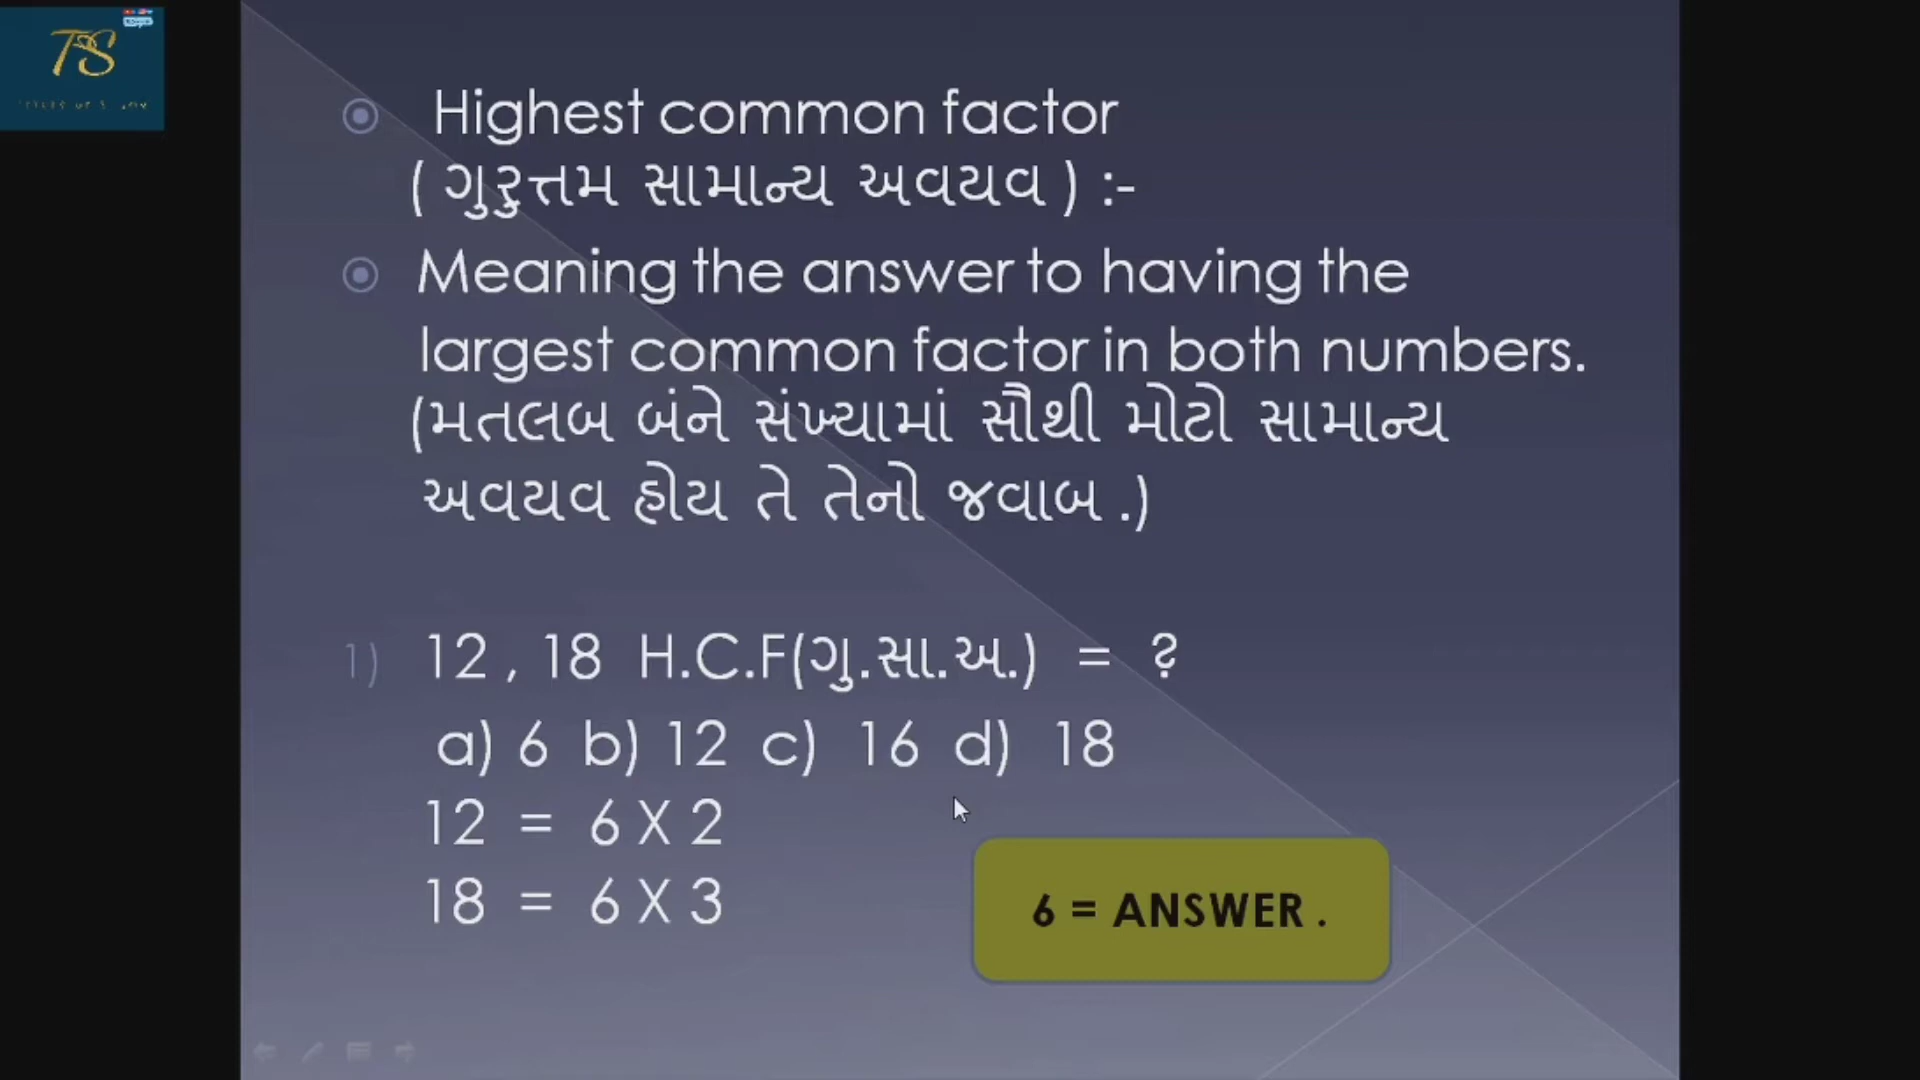 TS
Highest common factor
( ગુરુત્તમ સામાન્ય અવયવ ) :-
Meaning the answer to having the
largest common factor in both numbers.
(મતલબ બંને સંખ્યામાં સૌથી મોટો સામાન્ય
અવયવ હોય તે તેનો જવાબ .)
1) 12 , 18 H.C.F(ગુ.સા.અ.) = ?
a) 6 b) 12 c) 16 d) 18
12 = 6 X 2
18 = 6 X 3
6 = ANSWER .